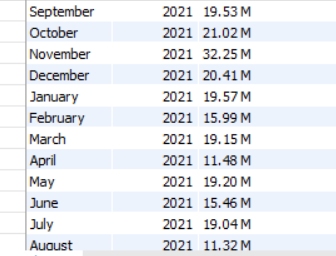 September 2021 19.53 M
October 2021 21.02 M
November 2021 32.25 M
December 2021 20.41 M
January 2021 19.57 M
February 2021 15.99 M
March 2021 19.15 M
April 2021 11.48 M
May 2021 19.20 M
June 2021 15.46 M
July 2021 19.04 M
August 2021 11.32 M